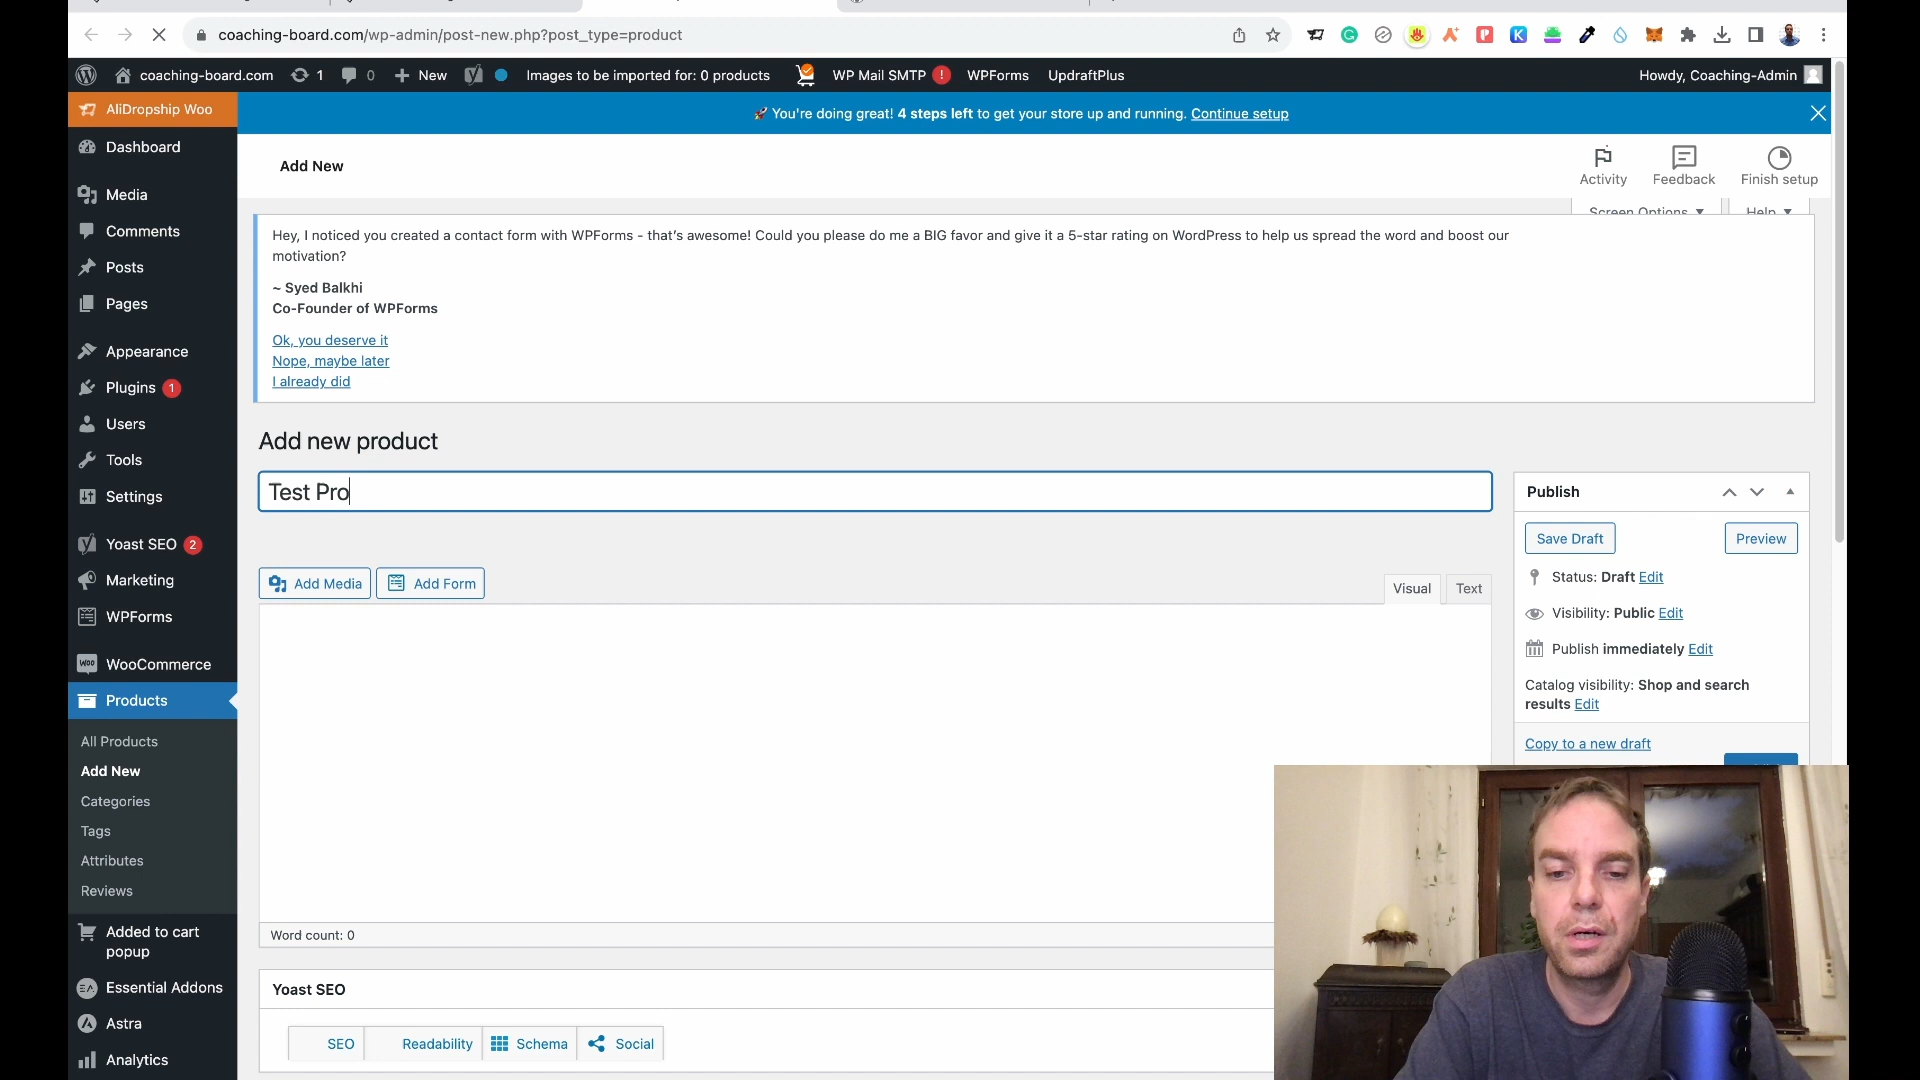 coaching-board.com/wp-admin/post-new.php?post_type=product
coaching-board.com 1 0 New Images to be imported for: 0 products WP Mail SMTP ! WPForms UpdraftPlus Howdy, Coaching-Admin
AliDropship Woo
🚀 You're doing great! 4 steps left to get your store up and running. Continue setup
Dashboard
Add New
Activity Feedback Finish setup
Media
Screen Options ▼ Help ▼
Comments
Hey, I noticed you created a contact form with WPForms - that's awesome! Could you please do me a BIG favor and give it a 5-star rating on WordPress to help us spread the word and boost our
motivation?
Posts
~ Syed Balkhi
Co-Founder of WPForms
Pages
Ok, you deserve it
Nope, maybe later
I already did
Appearance
Plugins 1
Users
Add new product
Tools
Settings
Test Pro
Publish
Save Draft Preview
Yoast SEO 2
Status: Draft Edit
Marketing
Add Media Add Form
Visual Text
WPForms
Visibility: Public Edit
Publish immediately Edit
WooCommerce
Catalog visibility: Shop and search
results Edit
Products
Copy to a new draft
All Products
Add New
Categories
Tags
Attributes
Reviews
Added to cart
popup
Word count: 0
Essential Addons
Yoast SEO
Astra
SEO Readability Schema Social
Analytics